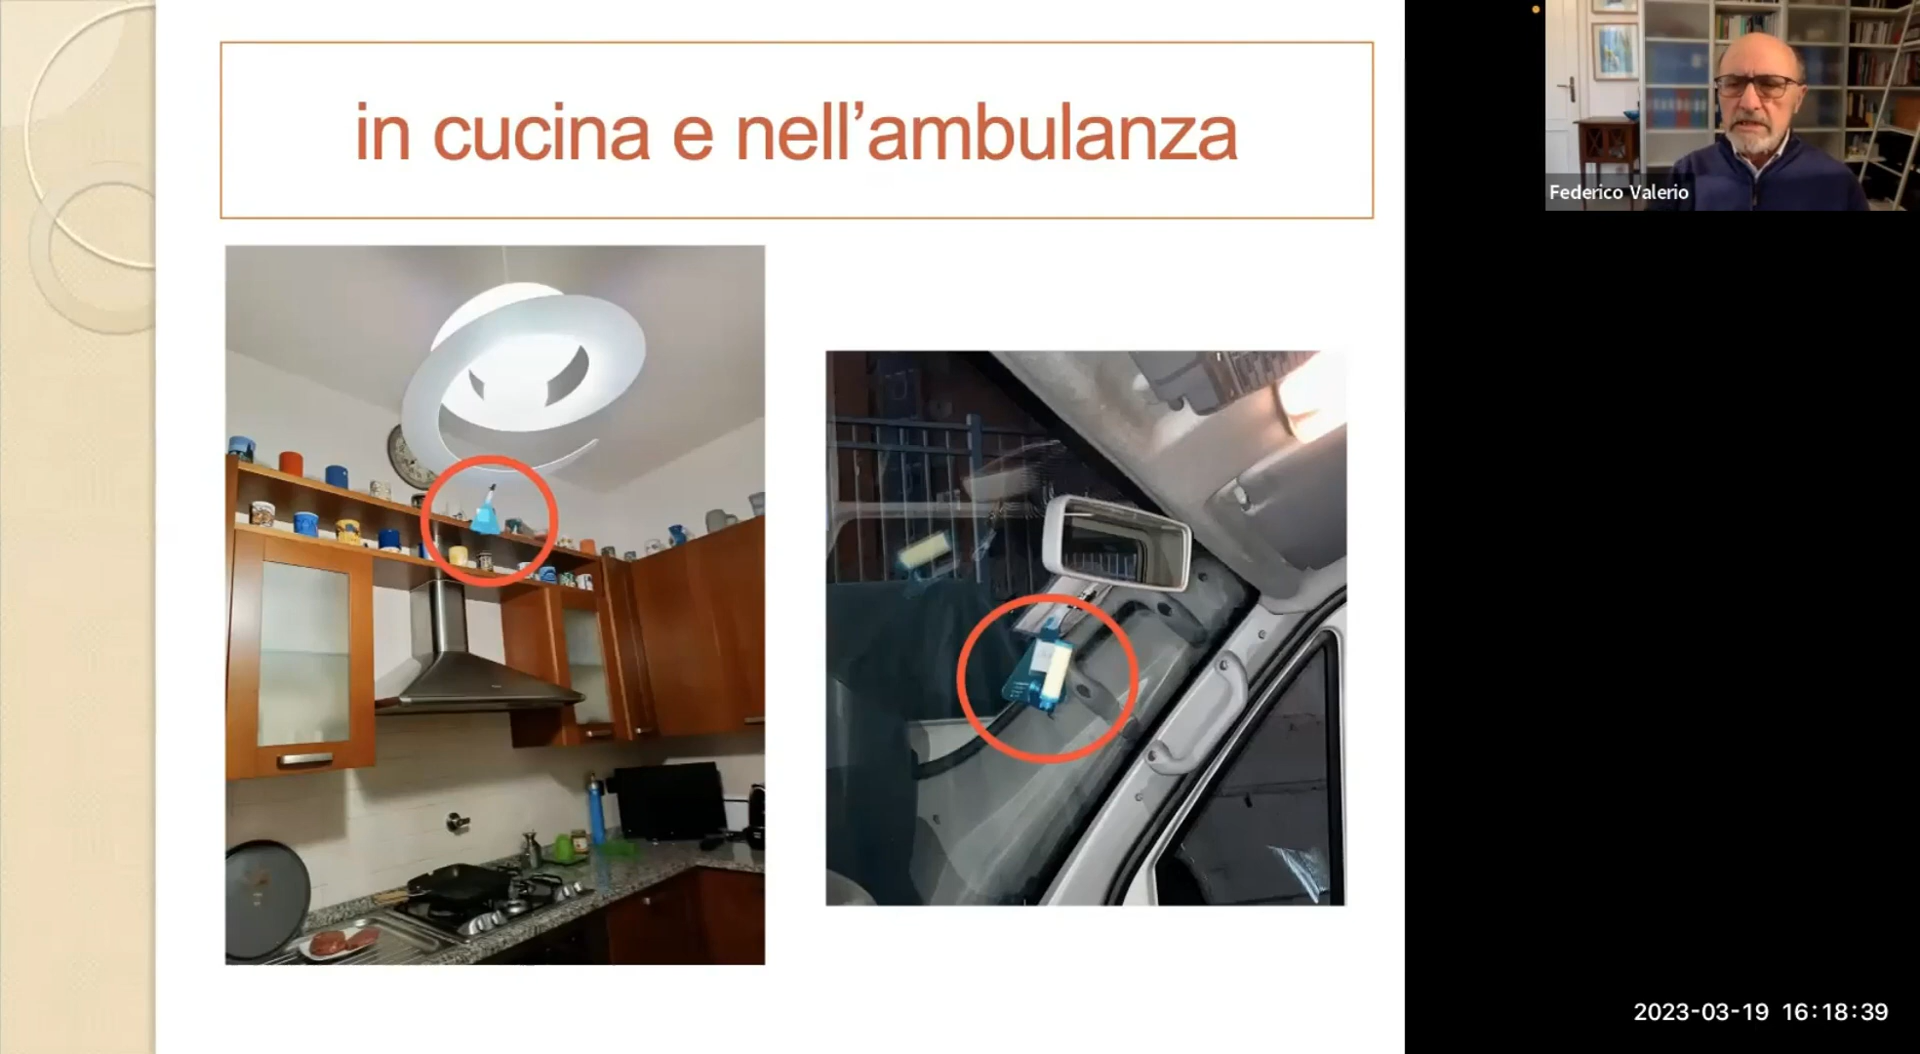 in cucina e nell’ambulanza
Federico Valerio
2023-03-19 16:18:39